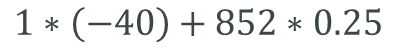 1 ∗ (−40) + 852 ∗ 0.25